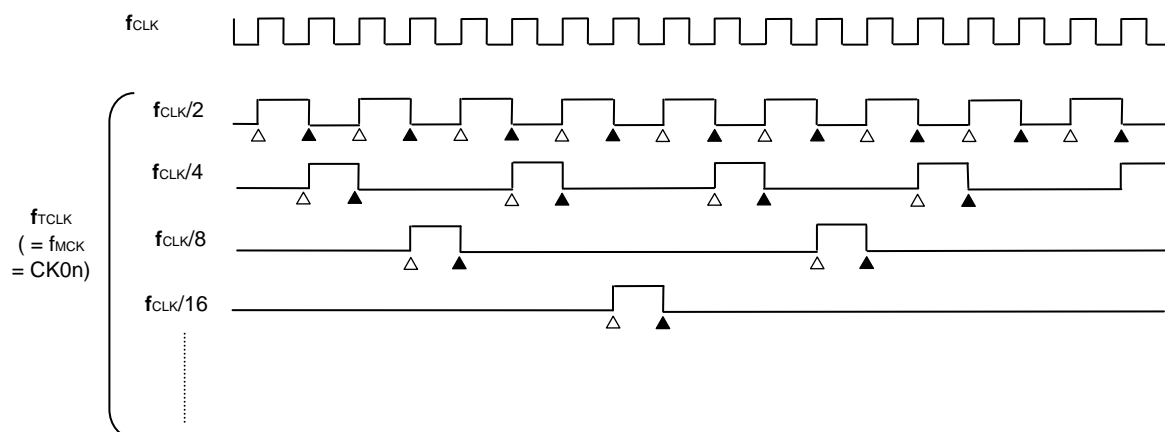 fCLK
fCLK/2
fCLK/4
fTCLK
( = fMCK
= CK0n)
fCLK/8
fCLK/16